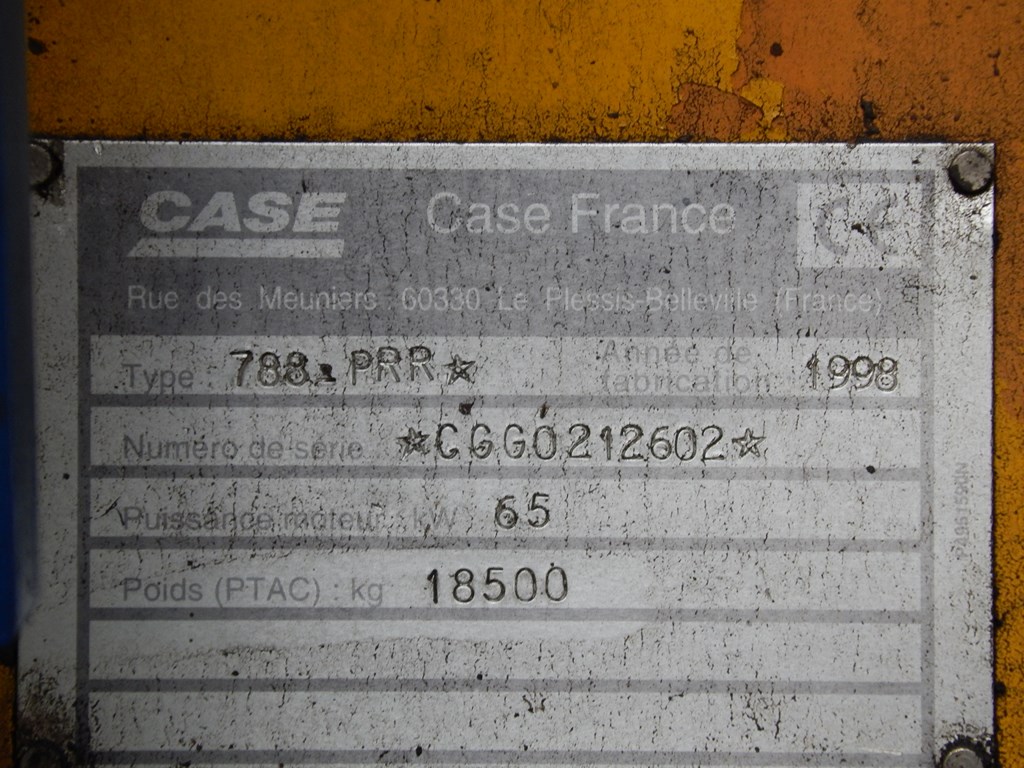 CASE Case France CE
Rue des Meuniers 60330 Le Plessis-Belleville (France)
Type : 788 PRR☆ Année de fabrication 1998
Numéro de série ☆CGG0212602☆
Puissance moteur : kW 65
Poids (PTAC) : kg 18500